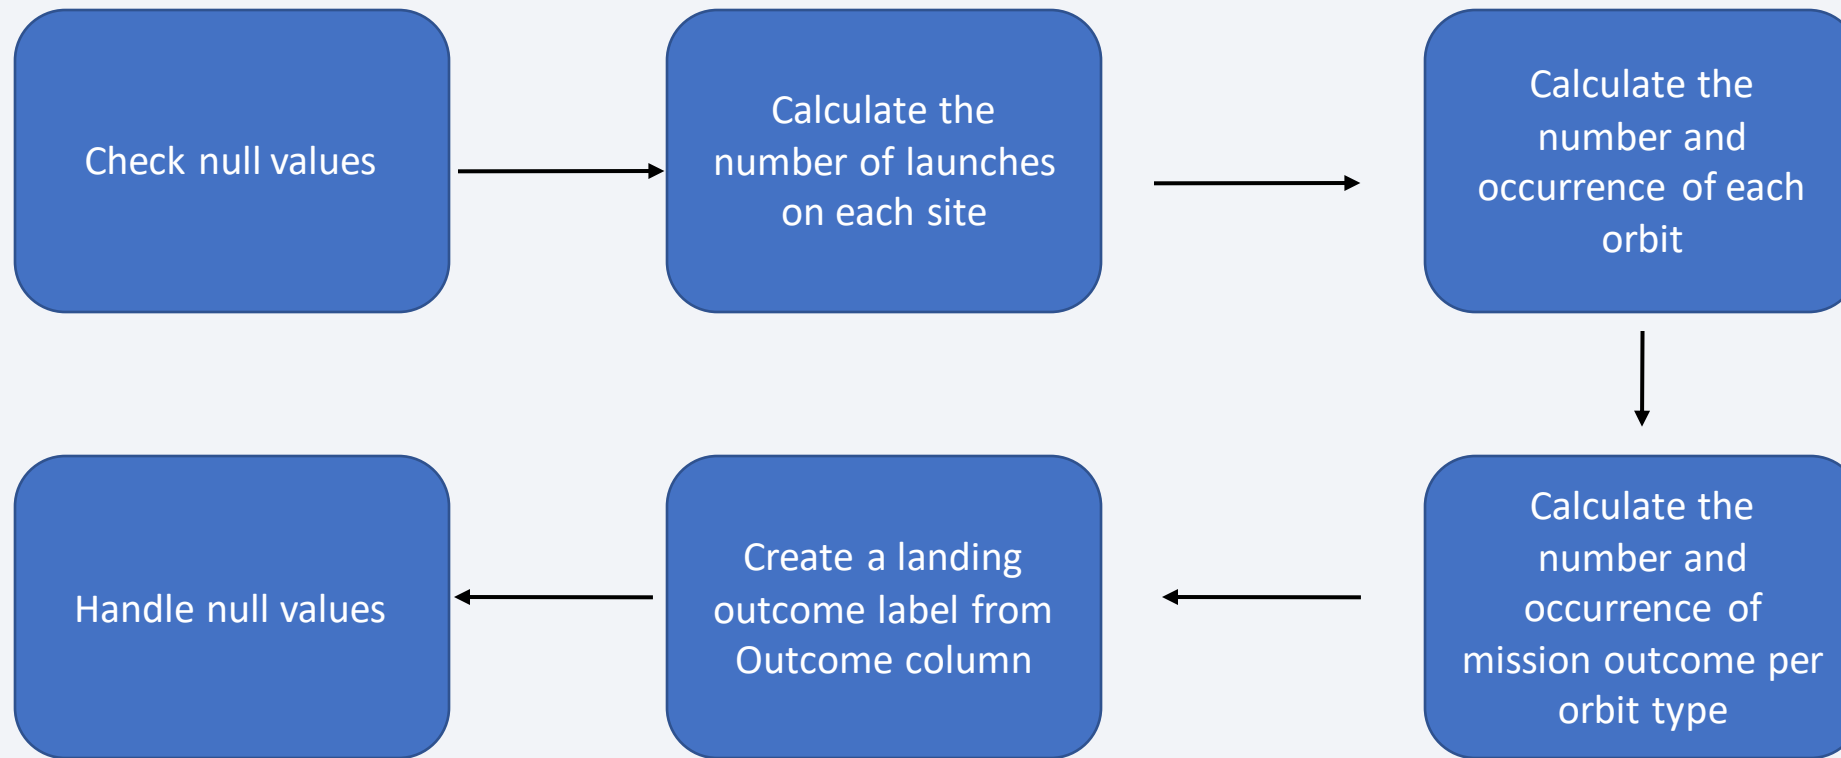 Check null values
Calculate the
number of launches
on each site
Calculate the
number and
occurrence of each
orbit
Calculate the
number and
occurrence of
mission outcome per
orbit type
Create a landing
outcome label from
Outcome column
Handle null values